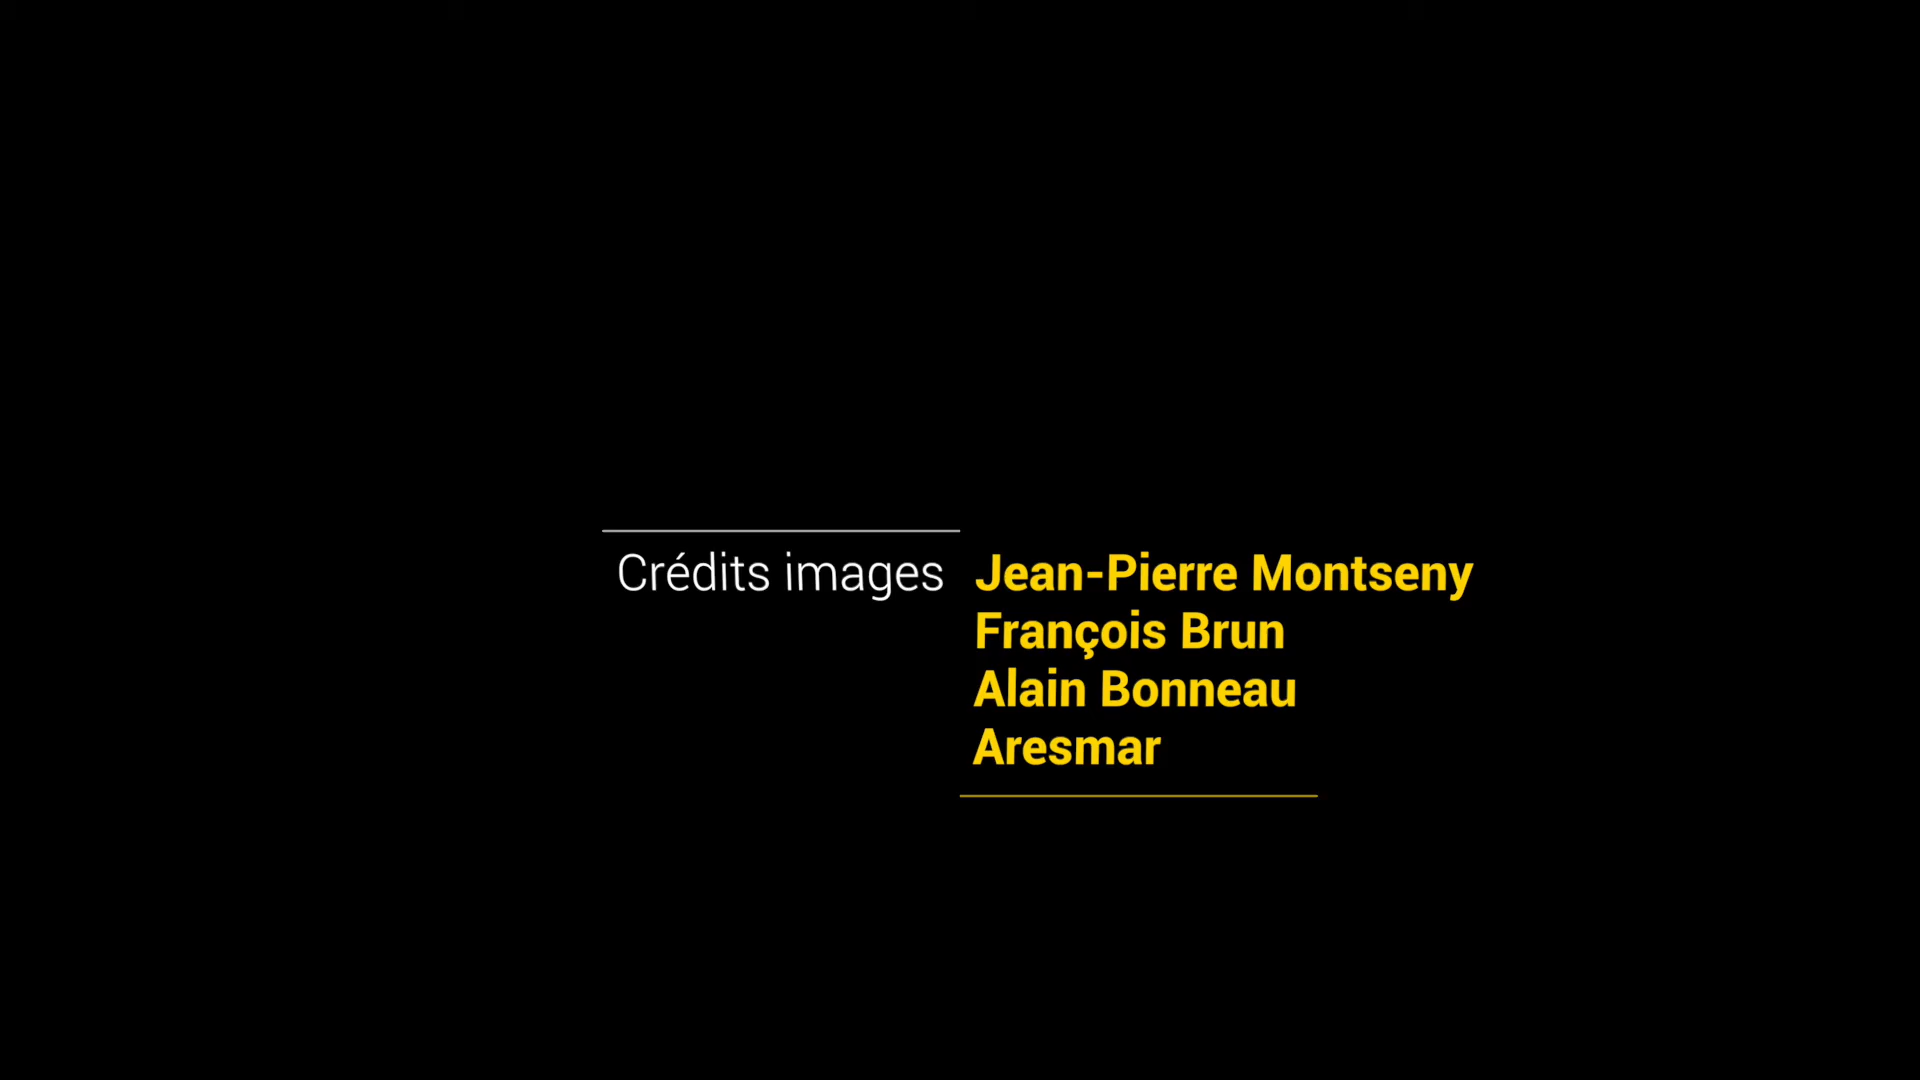 Crédits images Jean-Pierre Montseny
François Brun
Alain Bonneau
Aresmar